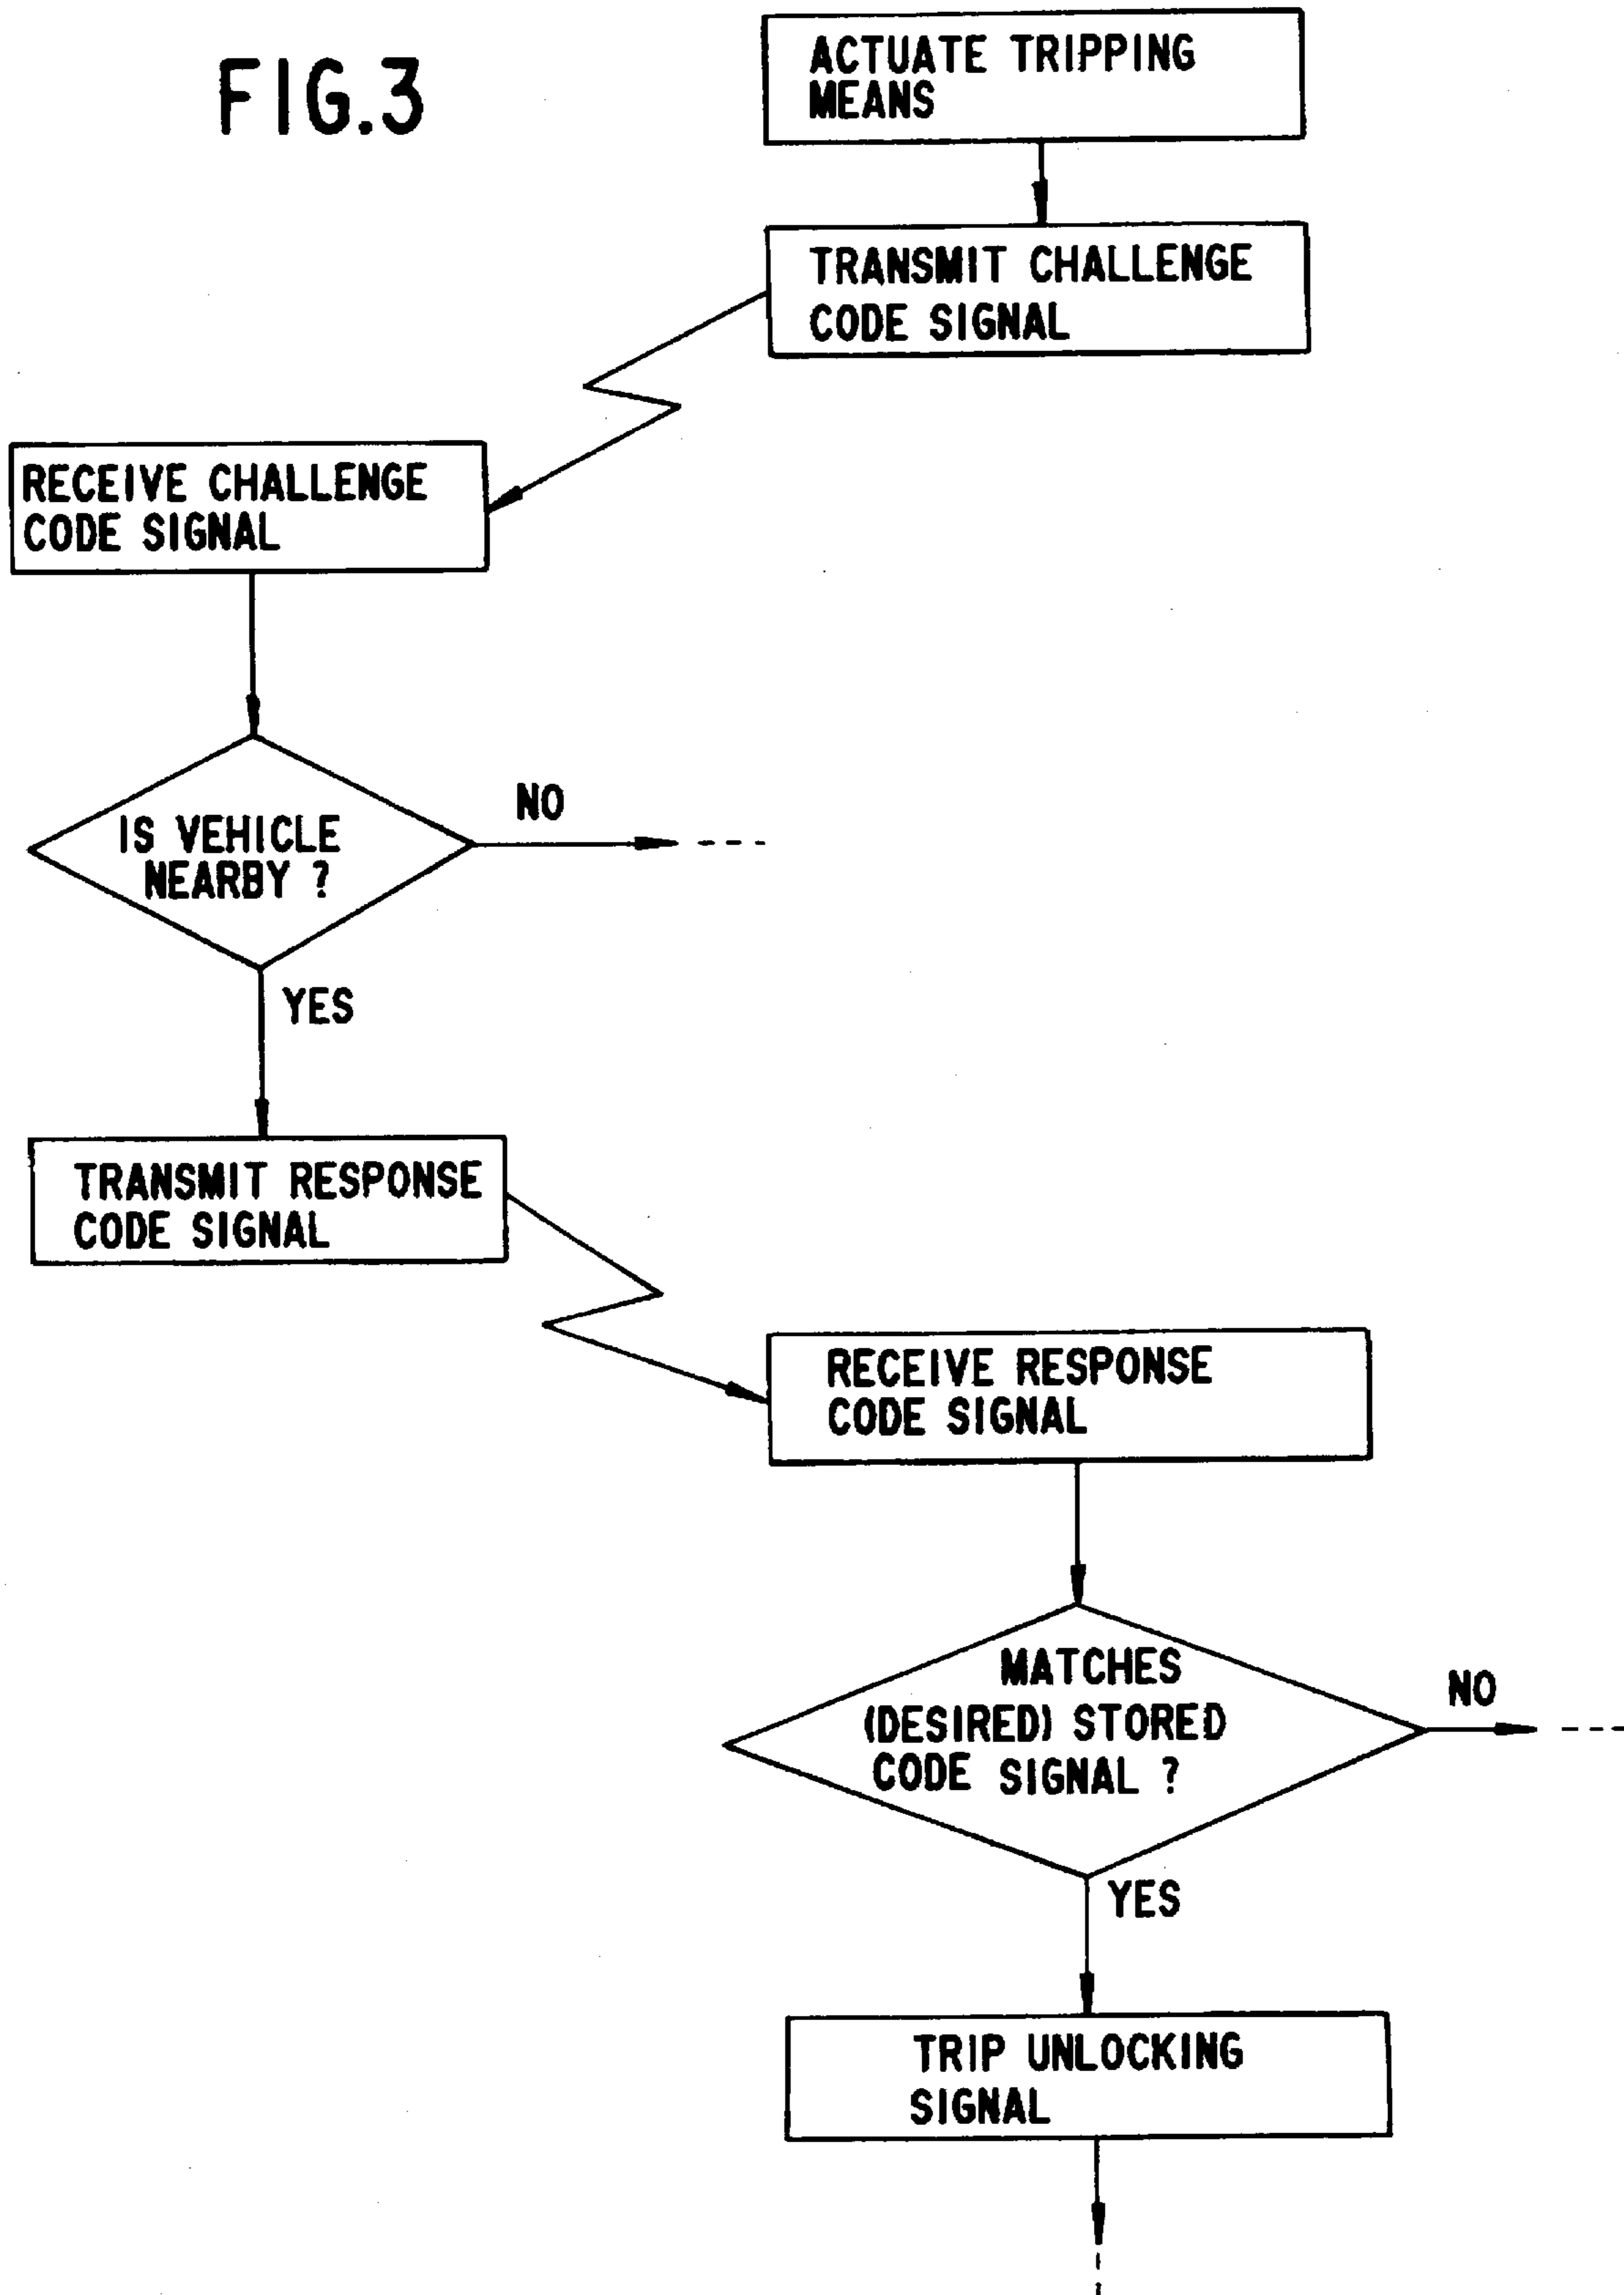 FIG.3
ACTUATE TRIPPING
MEANS
TRANSMIT CHALLENGE
CODE SIGNAL
RECEIVE CHALLENGE
CODE SIGNAL
IS VEHICLE
NEARBY ?
NO
YES
TRANSMIT RESPONSE
CODE SIGNAL
RECEIVE RESPONSE
CODE SIGNAL
MATCHES
(DESIRED) STORED
CODE SIGNAL ?
NO
YES
TRIP UNLOCKING
SIGNAL